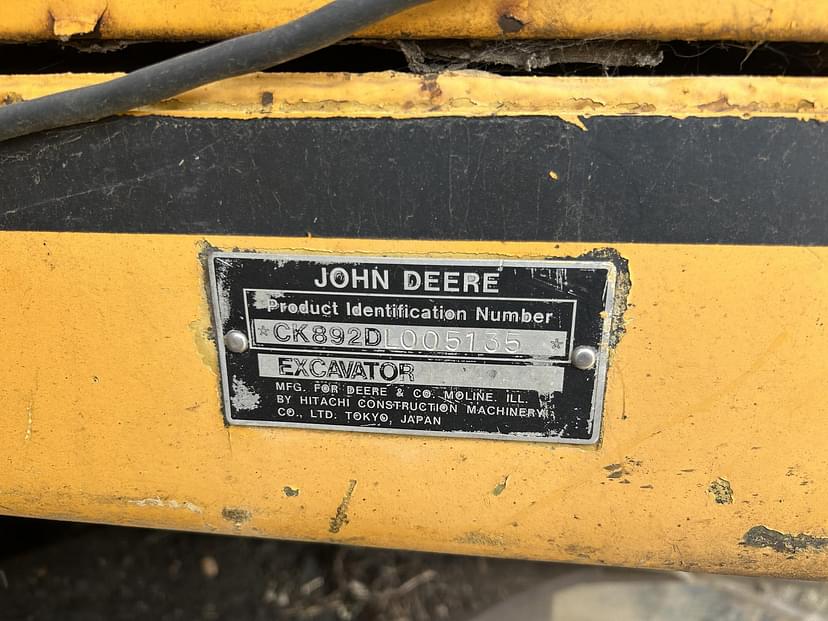 JOHN DEERE
Product Identification Number
*CK892DL005135*
EXCAVATOR
MFG. FOR DEERE & CO. MOLINE. ILL.
BY HITACHI CONSTRUCTION MACHINERY
CO., LTD. TOKYO, JAPAN